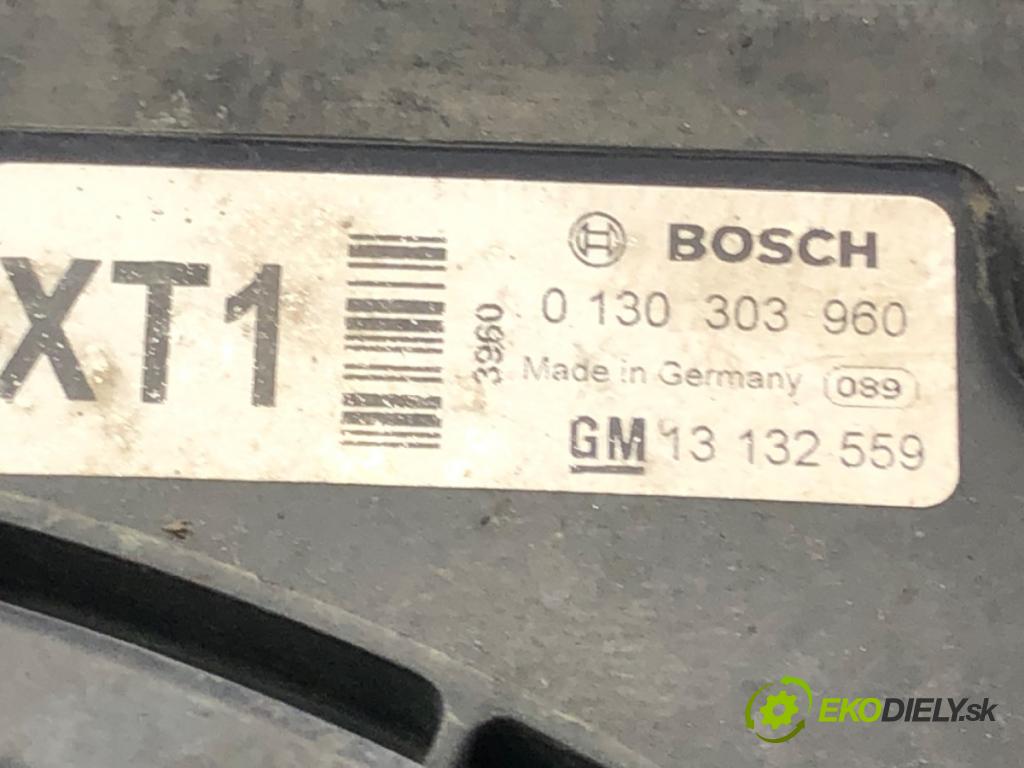 XT1
3960
BOSCH
0 130 303 960
Made in Germany 089
GM 13 132 559
EKODIELY.sk